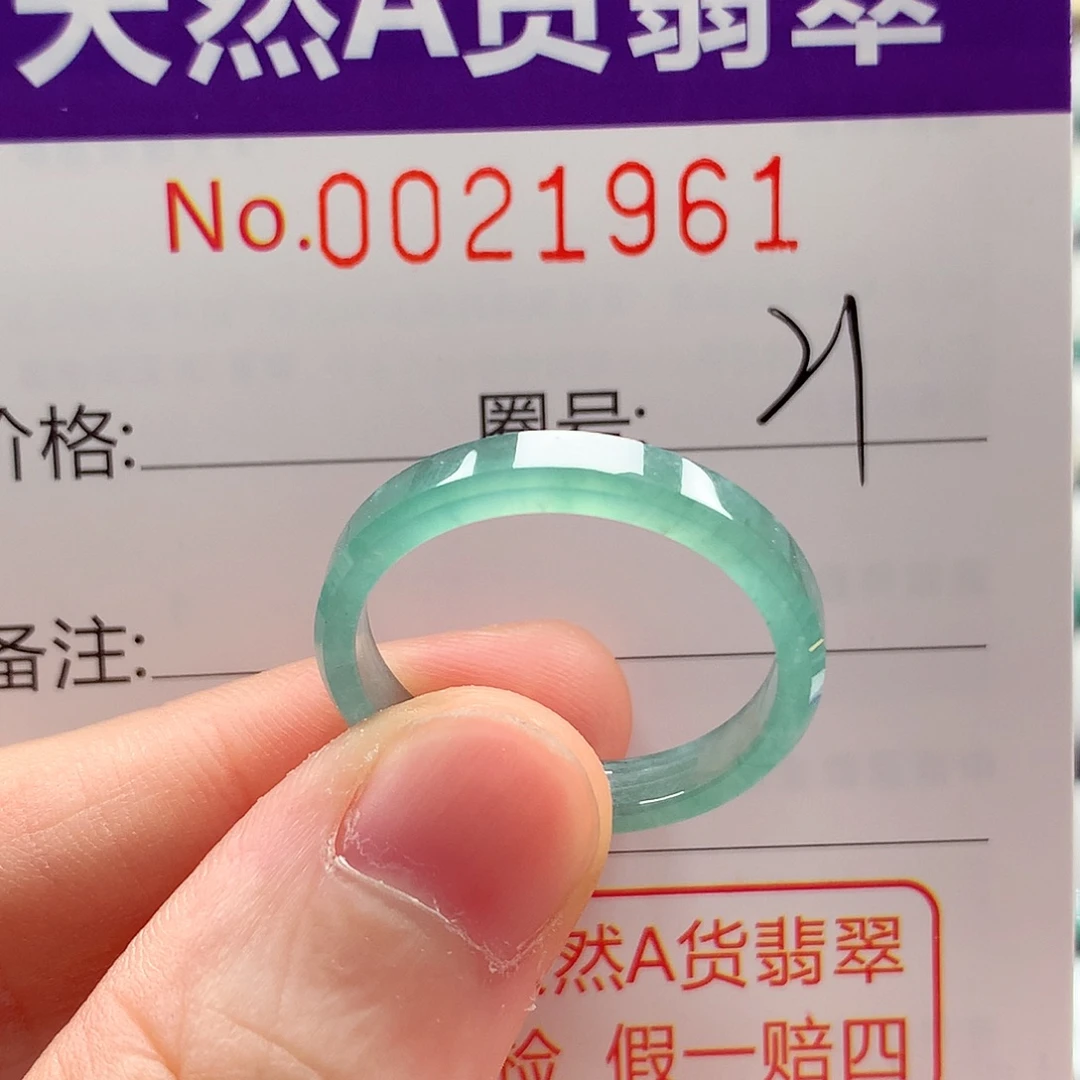 天然A货翡翠
No.0021961
价格: 圈号:
备注:
然A货翡翠
验 假一赔四